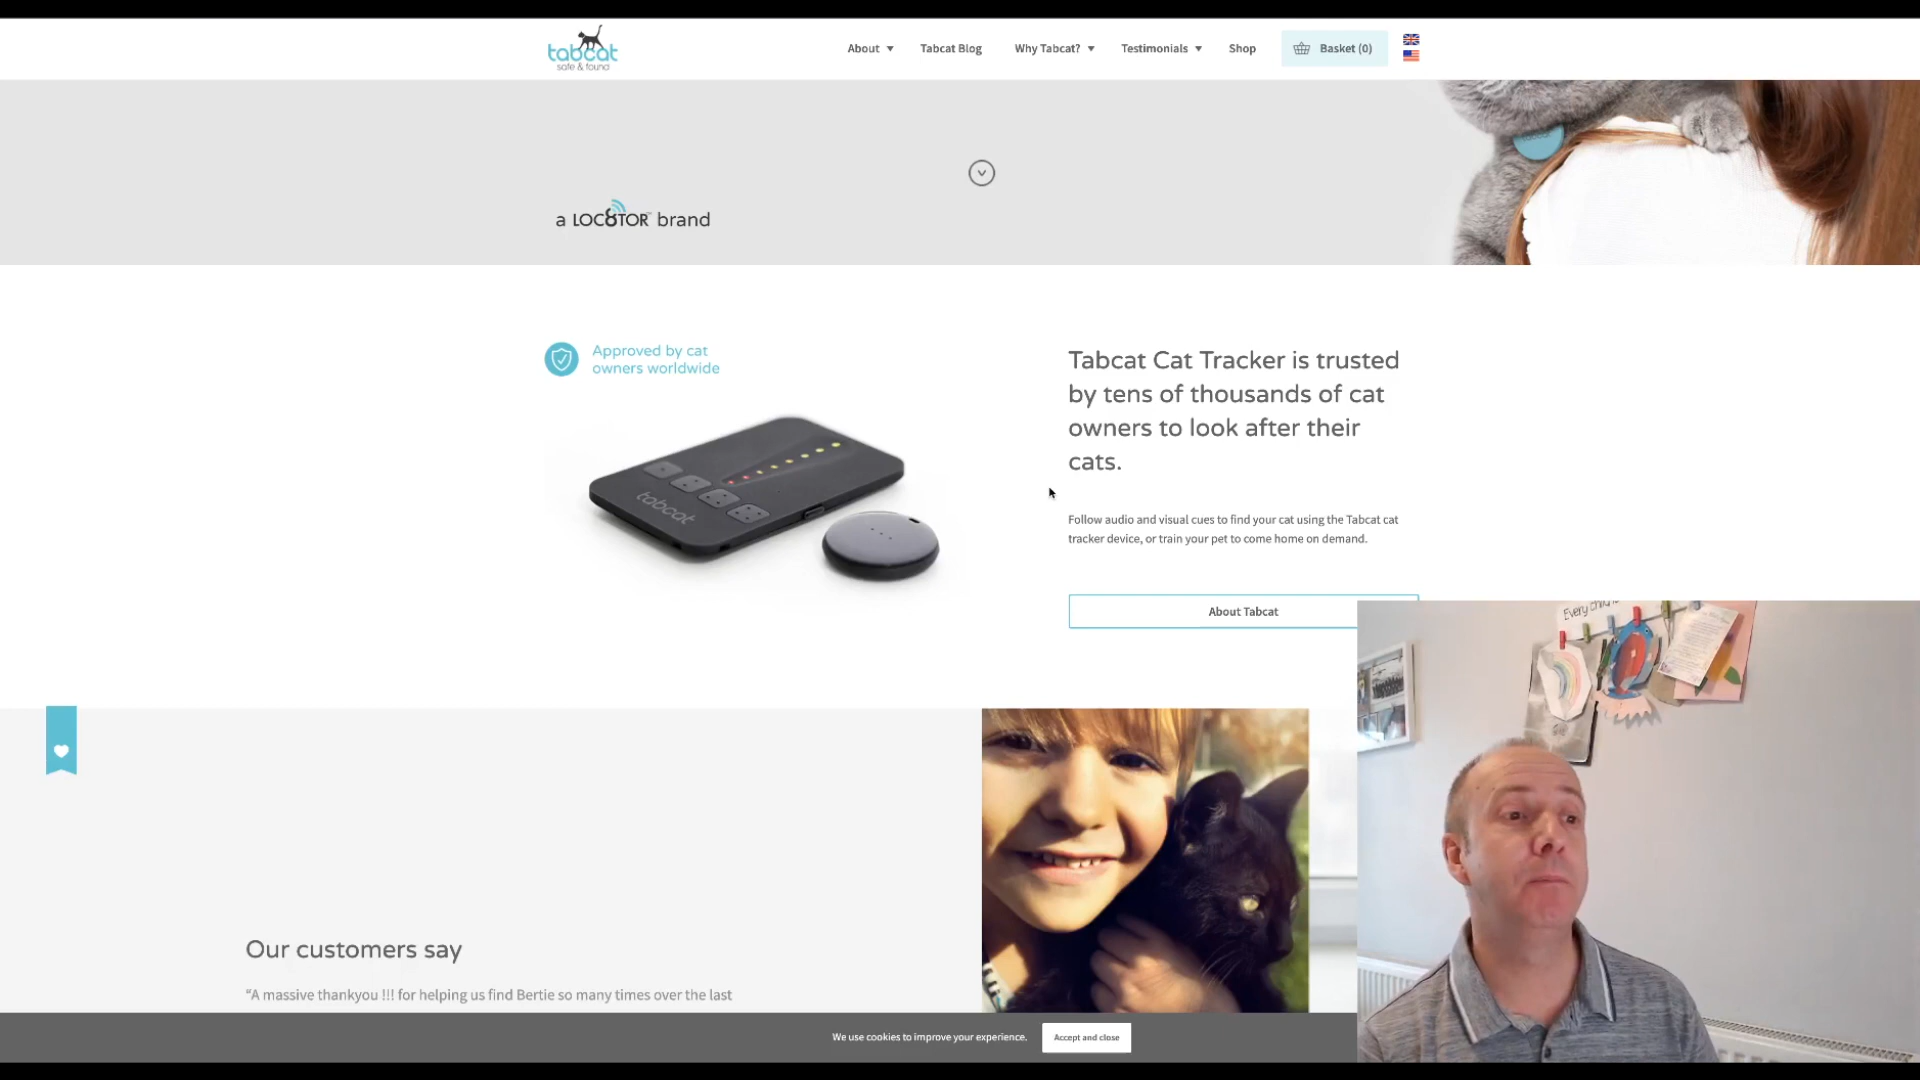 tabcat
safe & found
About
Tabcat Blog
Why Tabcat?
Testimonials
Shop
Basket (0)
a LOC8TOR™ brand
Approved by cat
owners worldwide
tabcat
Tabcat Cat Tracker is trusted
by tens of thousands of cat
owners to look after their
cats.
Follow audio and visual cues to find your cat using the Tabcat cat
tracker device, or train your pet to come home on demand.
About Tabcat
Our customers say
“A massive thankyou !!! for helping us find Bertie so many times over the last
We use cookies to improve your experience.
Accept and close